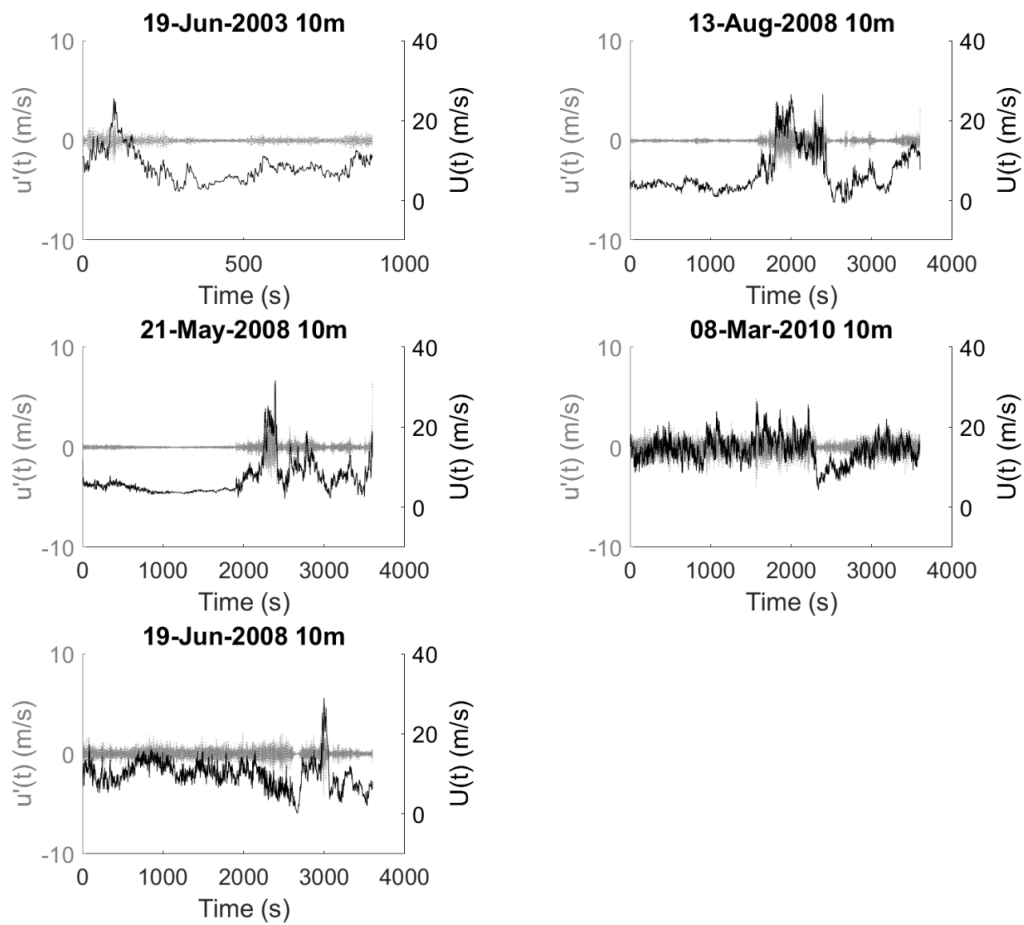 19-Jun-2003 10m
10
0
-10
u'(t) (m/s)
40
20
0
U(t) (m/s)
0 500 1000
Time (s)
13-Aug-2008 10m
10
0
-10
u'(t) (m/s)
40
20
0
U(t) (m/s)
0 1000 2000 3000 4000
Time (s)
21-May-2008 10m
10
0
-10
u'(t) (m/s)
40
20
0
U(t) (m/s)
0 1000 2000 3000 4000
Time (s)
08-Mar-2010 10m
10
0
-10
u'(t) (m/s)
40
20
0
U(t) (m/s)
0 1000 2000 3000 4000
Time (s)
19-Jun-2008 10m
10
0
-10
u'(t) (m/s)
40
20
0
U(t) (m/s)
0 1000 2000 3000 4000
Time (s)